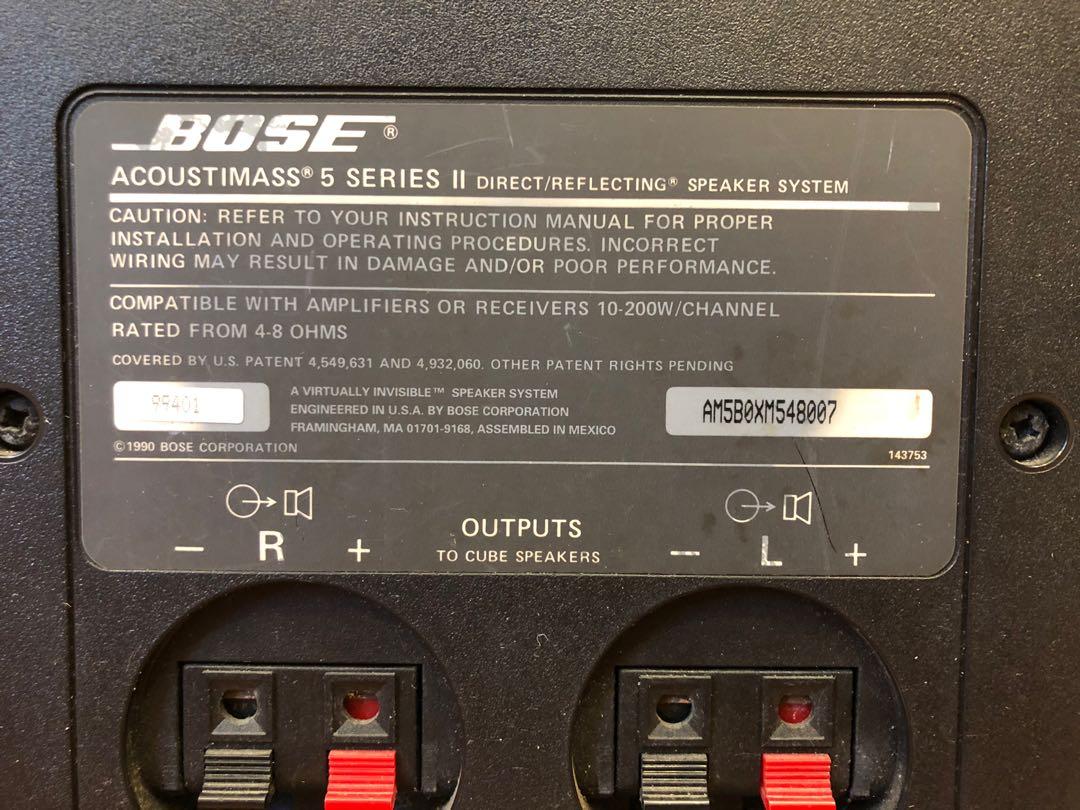 BOSE®
ACOUSTIMASS® 5 SERIES II DIRECT/REFLECTING® SPEAKER SYSTEM
CAUTION: REFER TO YOUR INSTRUCTION MANUAL FOR PROPER
INSTALLATION AND OPERATING PROCEDURES. INCORRECT
WIRING MAY RESULT IN DAMAGE AND/OR POOR PERFORMANCE.
COMPATIBLE WITH AMPLIFIERS OR RECEIVERS 10-200W/CHANNEL
RATED FROM 4-8 OHMS
COVERED BY U.S. PATENT 4,549,631 AND 4,932,060. OTHER PATENT RIGHTS PENDING
A VIRTUALLY INVISIBLE™ SPEAKER SYSTEM
ENGINEERED IN U.S.A. BY BOSE CORPORATION
FRAMINGHAM, MA 01701-9168, ASSEMBLED IN MEXICO
AM5B0XM548007
©1990 BOSE CORPORATION
143753
OUTPUTS
TO CUBE SPEAKERS
− R +
− L +